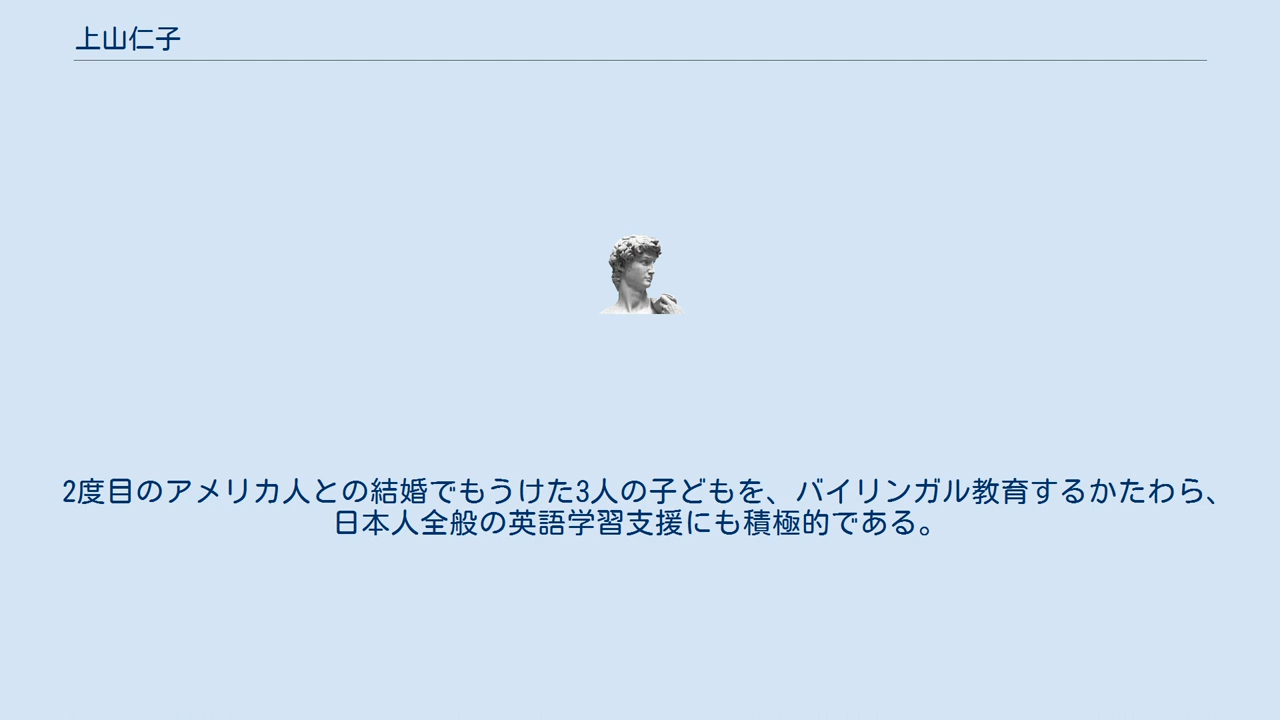 上山仁子
2度目のアメリカ人との結婚でもうけた3人の子どもを、バイリンガル教育するかたわら、
日本人全般の英語学習支援にも積極的である。